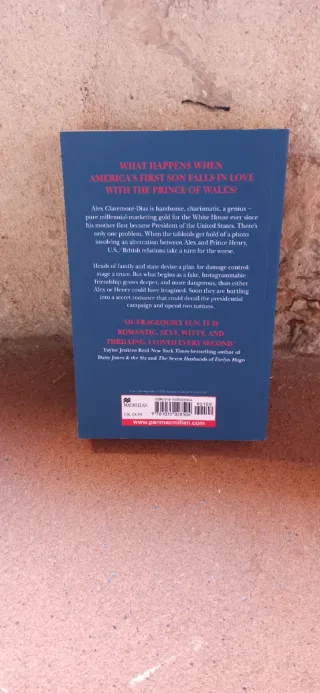 WHAT HAPPENS WHEN
AMERICA'S FIRST SON FALLS IN LOVE
WITH THE PRINCE OF WALES?
Alex Claremont-Diaz is handsome, charismatic, a genius –
pure millennial-marketing gold for the White House ever since
his mother first became President of the United States. There's
only one problem. When the tabloids get hold of a photo
involving an altercation between Alex and Prince Henry,
U.S./British relations take a turn for the worse.
Heads of family and state devise a plan for damage control:
stage a truce. But what begins as a fake, Instagrammable
friendship grows deeper, and more dangerous, than either
Alex or Henry could have imagined. Soon they are hurtling
into a secret romance that could derail the presidential
campaign and upend two nations.
'OUTRAGEOUSLY FUN. IT IS
ROMANTIC, SEXY, WITTY, AND
THRILLING. I LOVED EVERY SECOND'
Taylor Jenkins Reid New York Times-bestselling author of
Daisy Jones & the Six and The Seven Husbands of Evelyn Hugo
MACMILLAN
www.panmacmillan.com